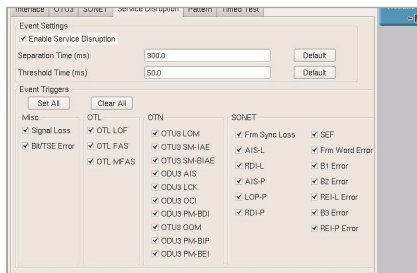 Interface OTU3 SONET Service Disruption Pattern Timed Test
Event Settings
Enable Service Disruption
Separation Time (ms) 300.0 Default
Threshold Time (ms) 50.0 Default
Event Triggers
Set All Clear All
Misc
Signal Loss
Bit/TSE Error
OTL
OTL LOF
OTL FAS
OTL MFAS
OTN
OTU3 LOM
OTU3 SM-IAE
OTU3 SM-BIAE
ODU3 AIS
ODU3 LCK
ODU3 OCI
ODU3 PM-BDI
OTU3 OOM
ODU3 PM-BIP
ODU3 PM-BEI
SONET
Frm Sync Loss
AIS-L
RDI-L
AIS-P
LOP-P
RDI-P
SEF
Frm Word Error
B1 Error
B2 Error
REI-L Error
B3 Error
REI-P Error